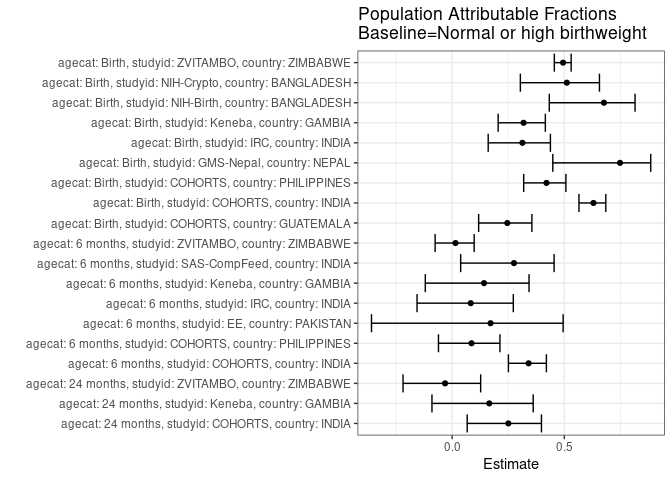 Population Attributable Fractions
Baseline=Normal or high birthweight
agecat: Birth, studyid: ZVITAMBO, country: ZIMBABWE
agecat: Birth, studyid: NIH-Crypto, country: BANGLADESH
agecat: Birth, studyid: NIH-Birth, country: BANGLADESH
agecat: Birth, studyid: Keneba, country: GAMBIA
agecat: Birth, studyid: IRC, country: INDIA
agecat: Birth, studyid: GMS-Nepal, country: NEPAL
agecat: Birth, studyid: COHORTS, country: PHILIPPINES
agecat: Birth, studyid: COHORTS, country: INDIA
agecat: Birth, studyid: COHORTS, country: GUATEMALA
agecat: 6 months, studyid: ZVITAMBO, country: ZIMBABWE
agecat: 6 months, studyid: SAS-CompFeed, country: INDIA
agecat: 6 months, studyid: Keneba, country: GAMBIA
agecat: 6 months, studyid: IRC, country: INDIA
agecat: 6 months, studyid: EE, country: PAKISTAN
agecat: 6 months, studyid: COHORTS, country: PHILIPPINES
agecat: 6 months, studyid: COHORTS, country: INDIA
agecat: 24 months, studyid: ZVITAMBO, country: ZIMBABWE
agecat: 24 months, studyid: Keneba, country: GAMBIA
agecat: 24 months, studyid: COHORTS, country: INDIA
0.0 0.5
Estimate